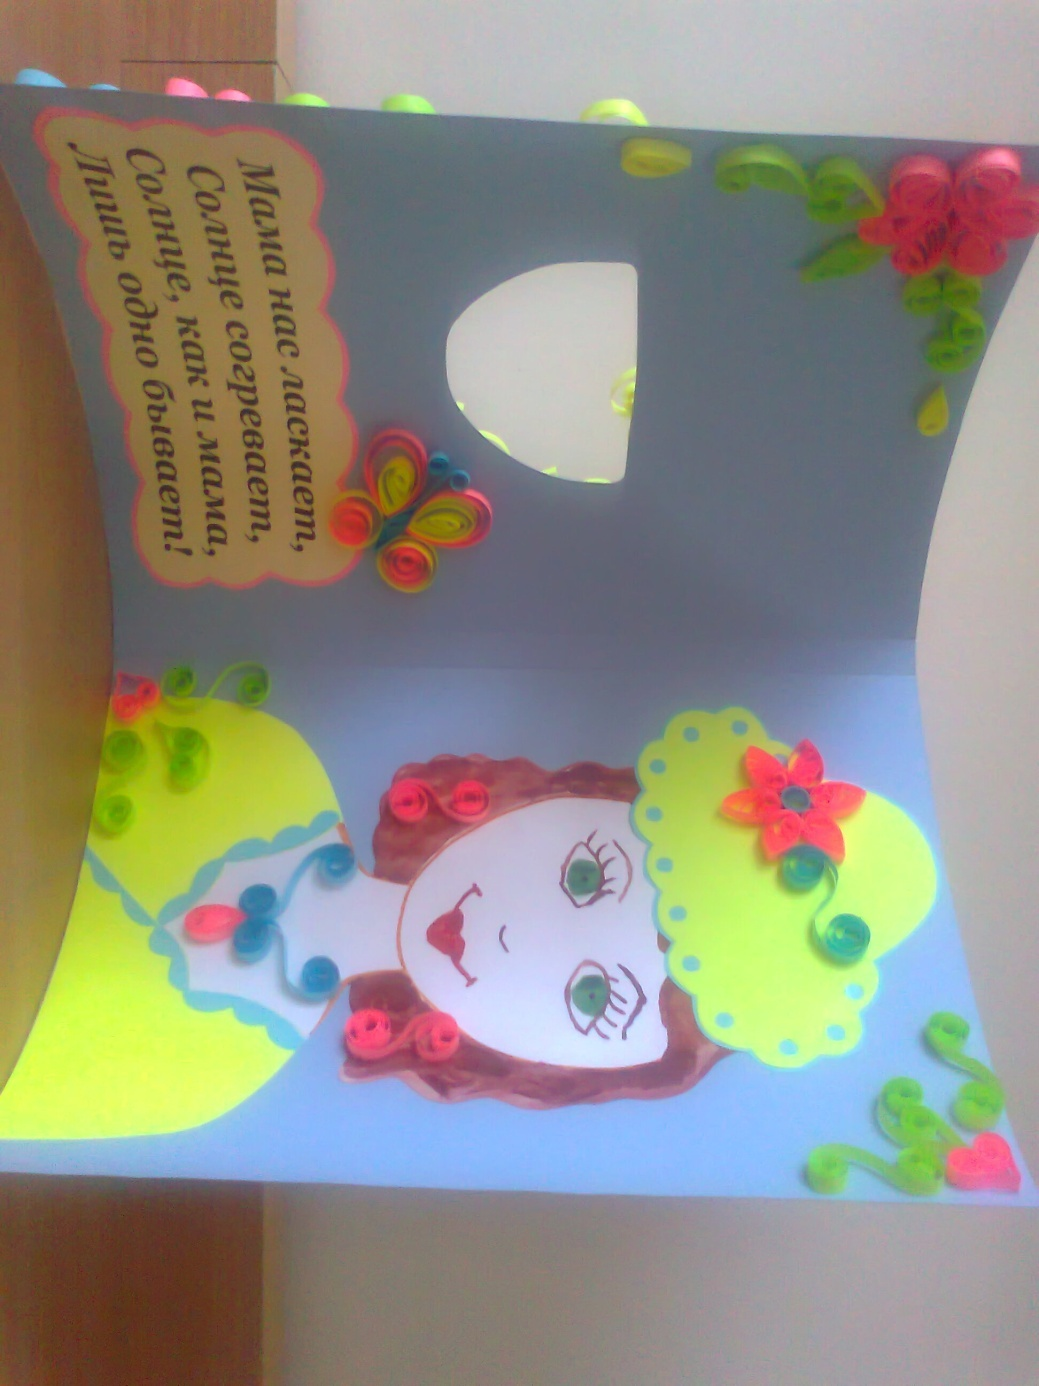 Мама нас ласкает,
Солнце согревает,
Солнце, как и мама,
Лишь одно бывает!